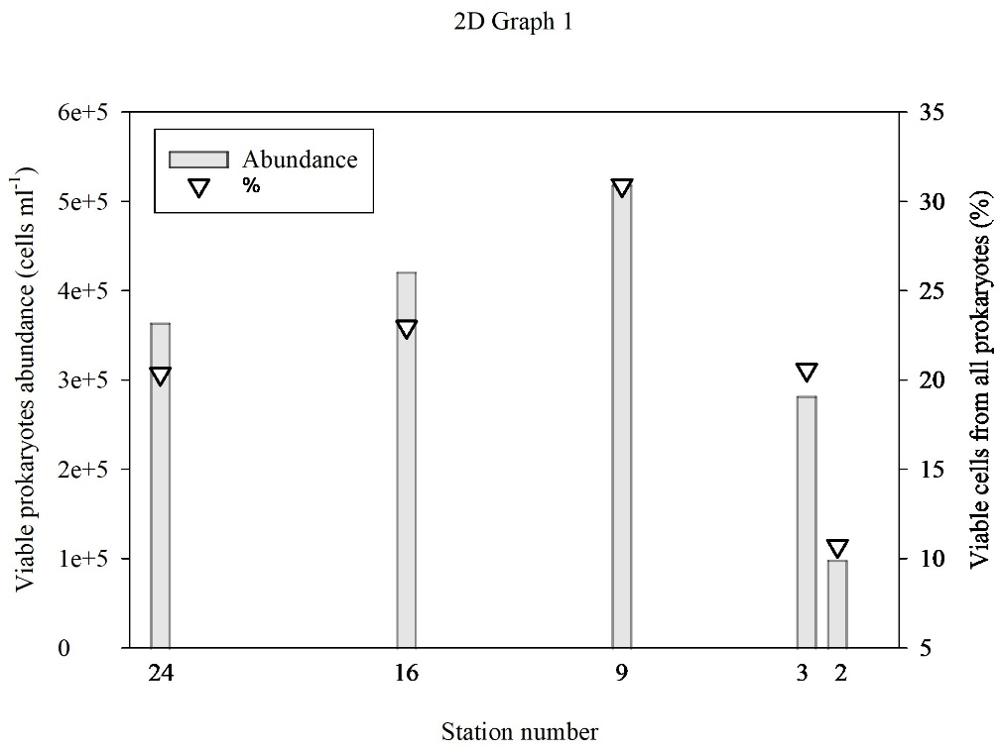 2D Graph 1
6e+5
5e+5
4e+5
3e+5
2e+5
1e+5
0
Viable prokaryotes abundance (cells ml⁻¹)
Abundance
%
35
30
25
20
15
10
5
Viable cells from all prokaryotes (%)
24 16 9 3 2
Station number